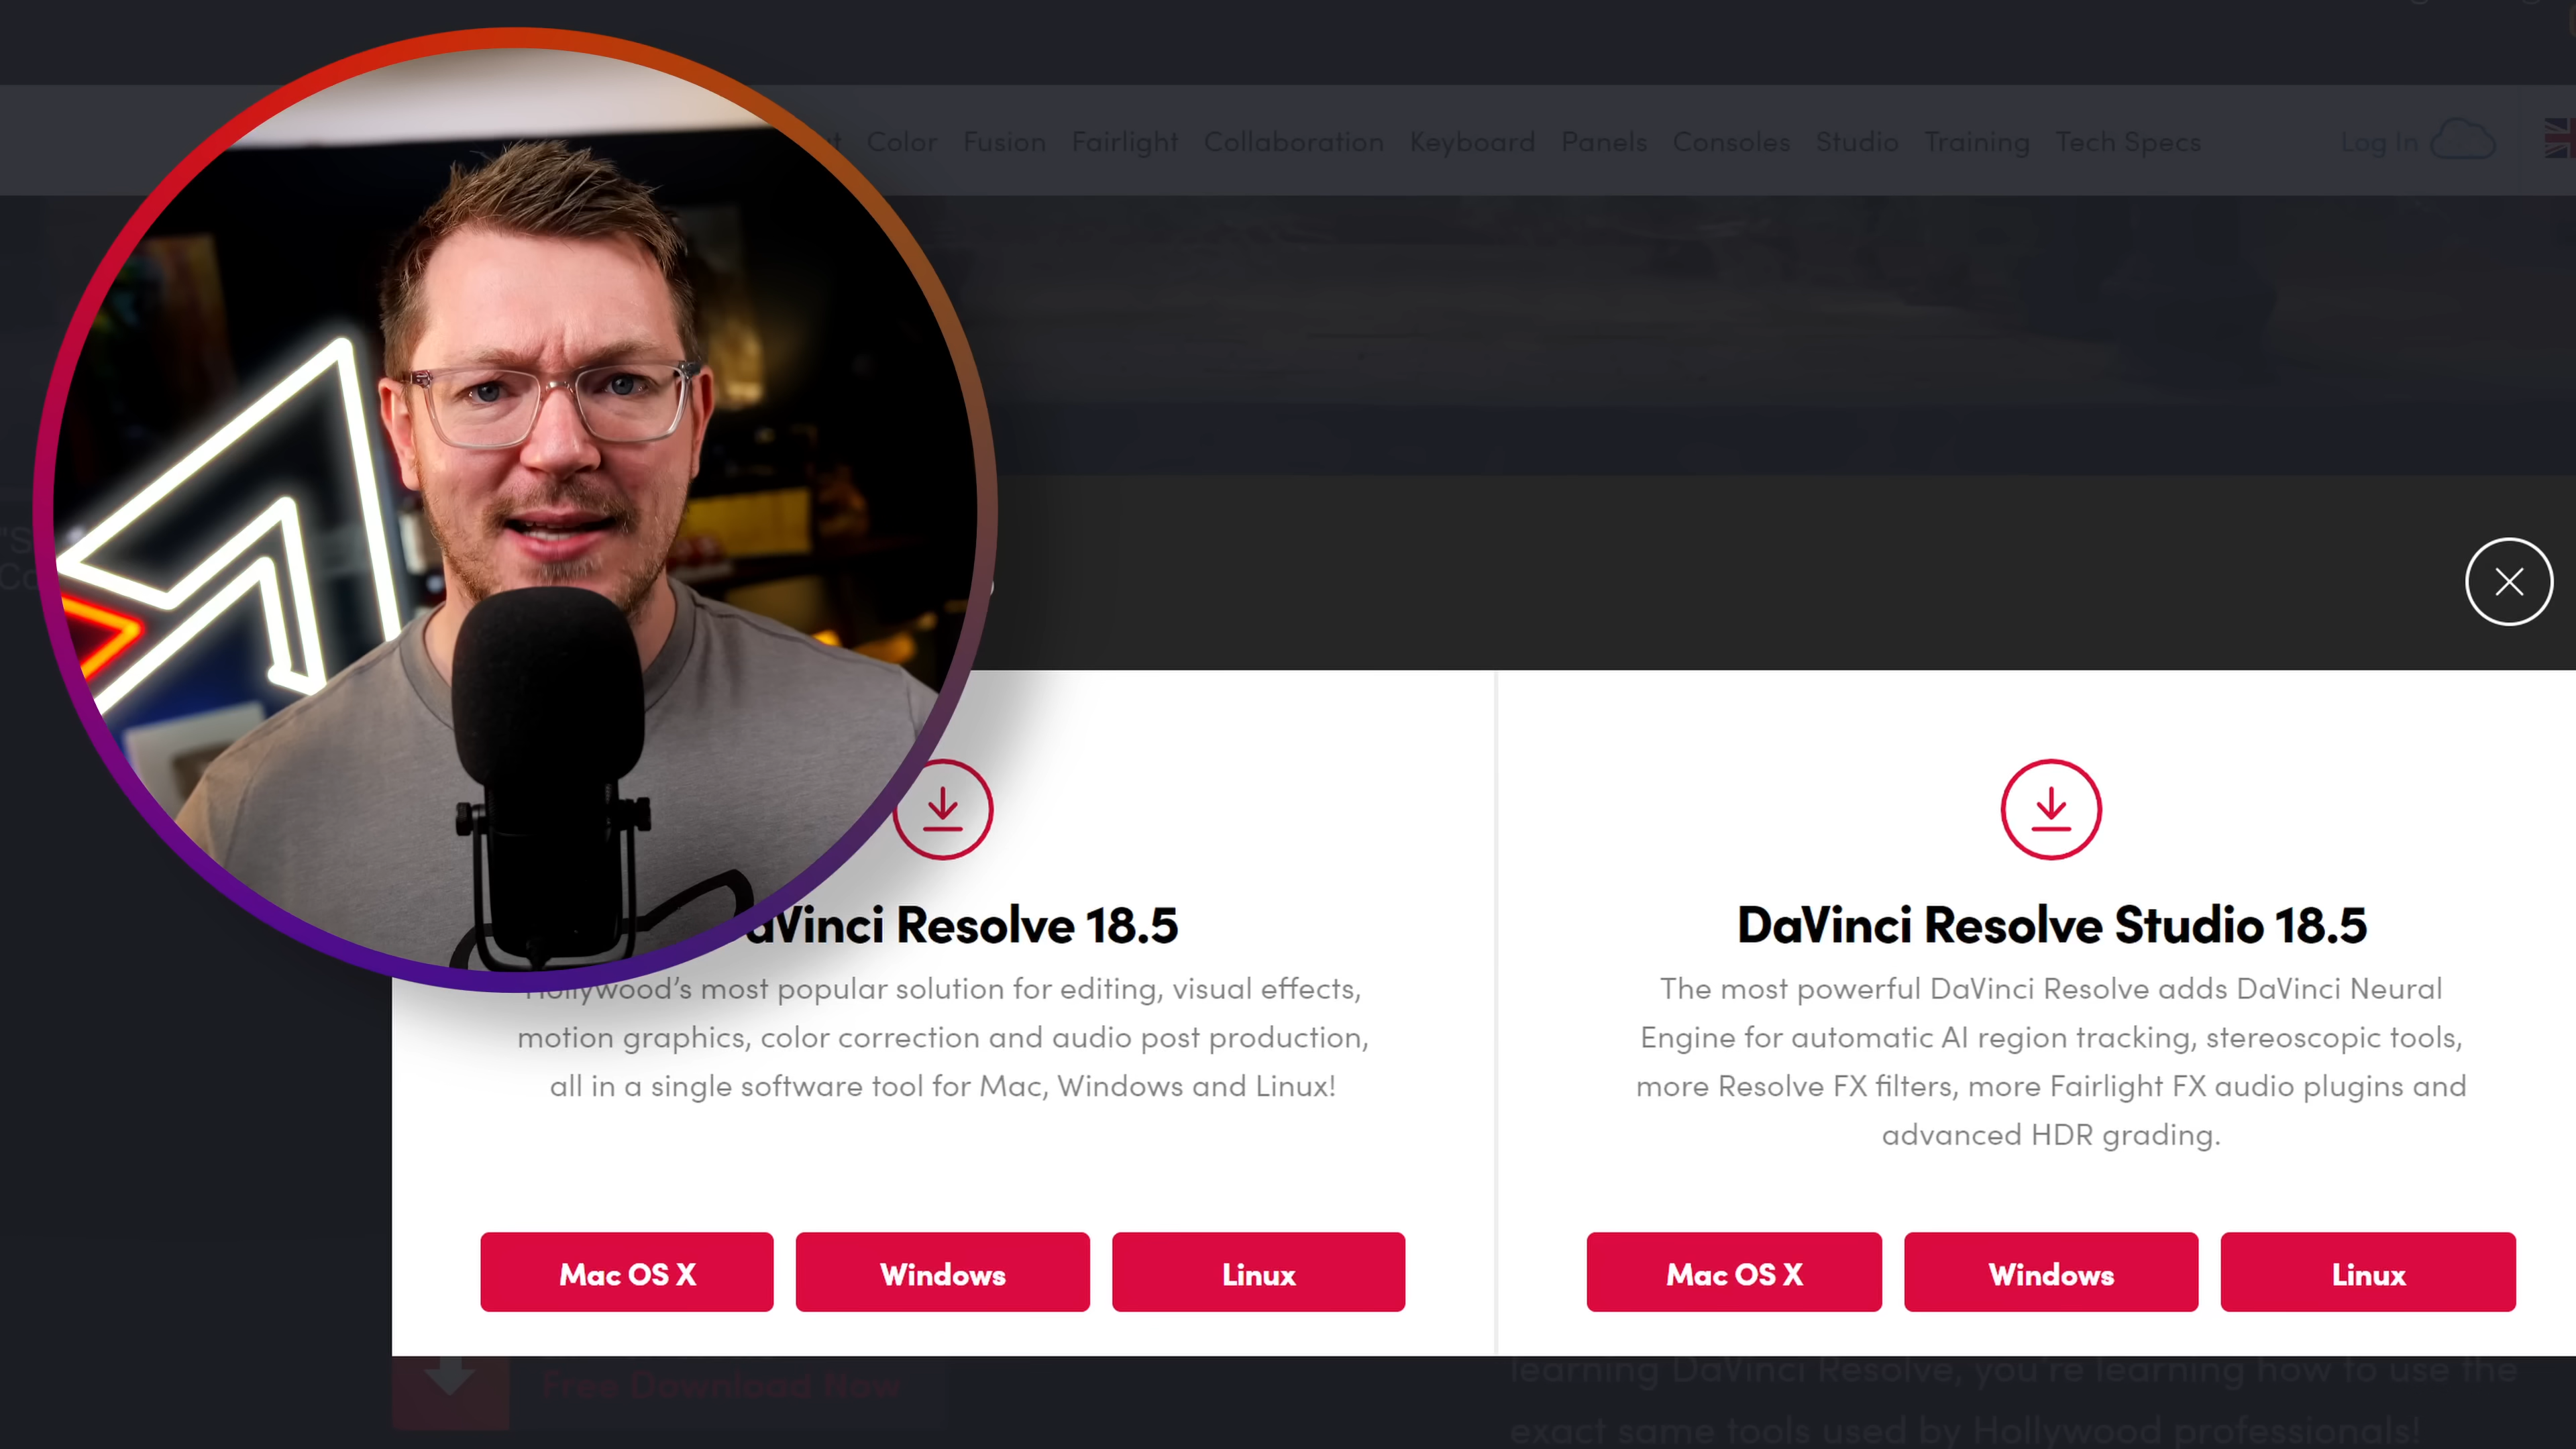 Color Fusion Fairlight Collaboration Keyboard Panels Consoles Studio Training Tech Specs Log In
DaVinci Resolve 18.5
Hollywood's most popular solution for editing, visual effects,
motion graphics, color correction and audio post production,
all in a single software tool for Mac, Windows and Linux!
Mac OS X
Windows
Linux
DaVinci Resolve Studio 18.5
The most powerful DaVinci Resolve adds DaVinci Neural
Engine for automatic AI region tracking, stereoscopic tools,
more Resolve FX filters, more Fairlight FX audio plugins and
advanced HDR grading.
Mac OS X
Windows
Linux
Free Download Now
learning DaVinci Resolve, you're learning how to use the
exact same tools used by Hollywood professionals!